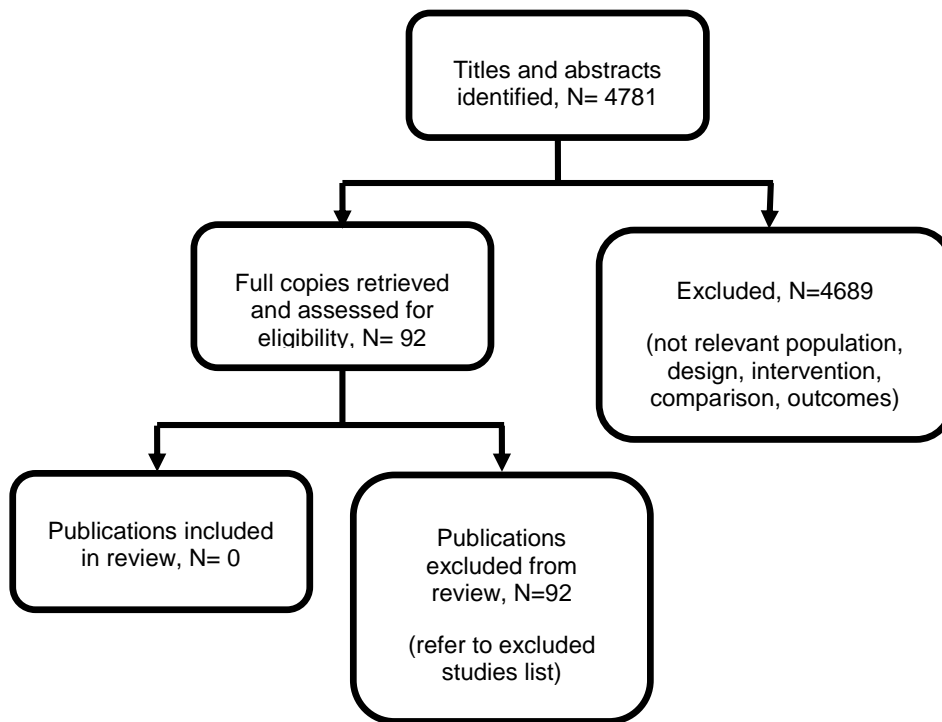 Titles and abstracts
identified, N= 4781
Full copies retrieved
and assessed for
eligibility, N= 92
Excluded, N=4689
(not relevant population,
design, intervention,
comparison, outcomes)
Publications included
in review, N= 0
Publications
excluded from
review, N=92
(refer to excluded
studies list)